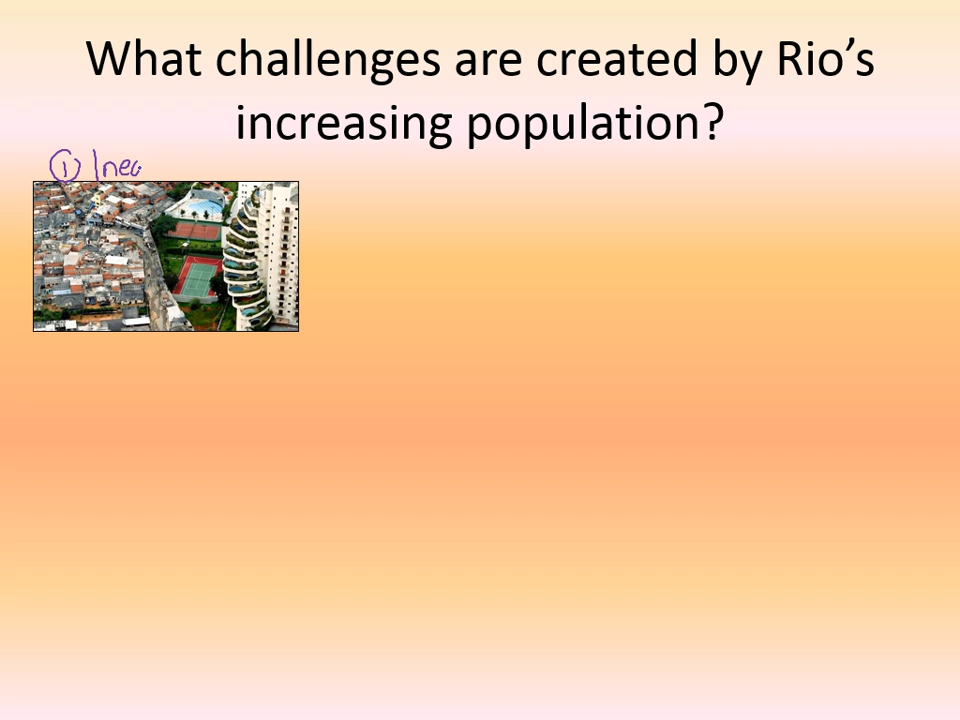 What challenges are created by Rio’s
increasing population?
① Ineq